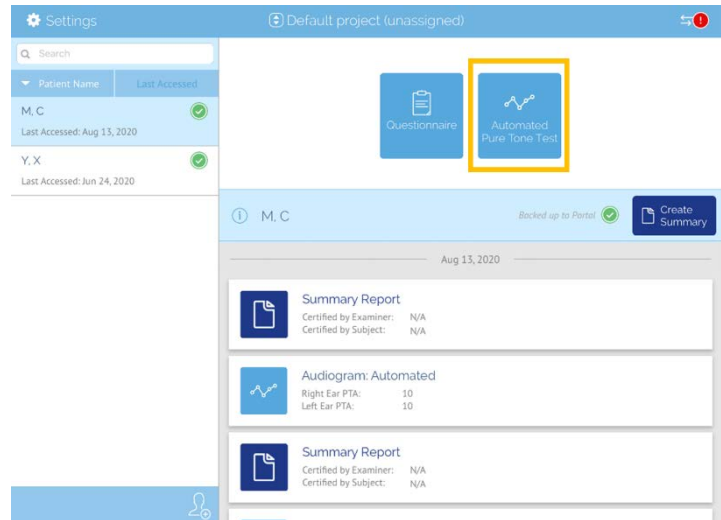 Settings
Default project (unassigned)
!
Search
Patient Name
Last Accessed
M, C
Last Accessed: Aug 13, 2020
Y, X
Last Accessed: Jun 24, 2020
Questionnaire
Automated
Pure Tone Test
i M, C
Backed up to Portal
Create
Summary
Aug 13, 2020
Summary Report
Certified by Examiner: N/A
Certified by Subject: N/A
Audiogram: Automated
Right Ear PTA: 10
Left Ear PTA: 10
Summary Report
Certified by Examiner: N/A
Certified by Subject: N/A